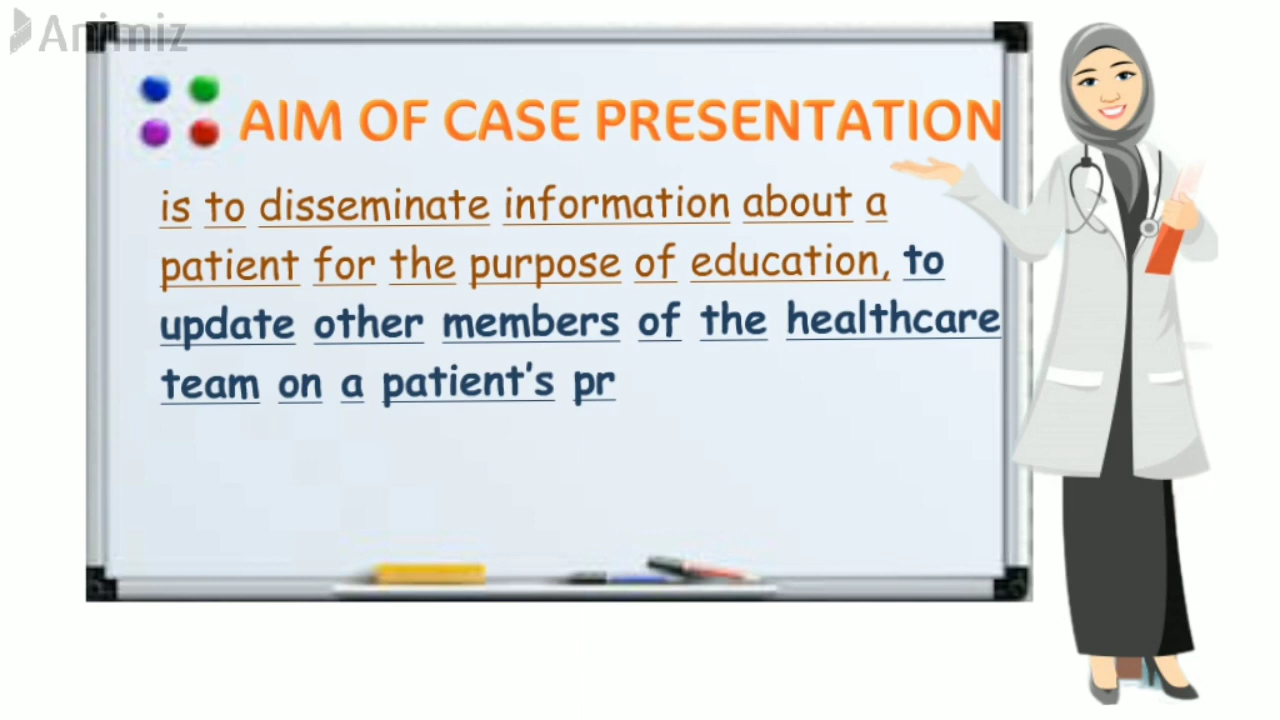 Animiz
AIM OF CASE PRESENTATION
is to disseminate information about a
patient for the purpose of education, to
update other members of the healthcare
team on a patient's pr